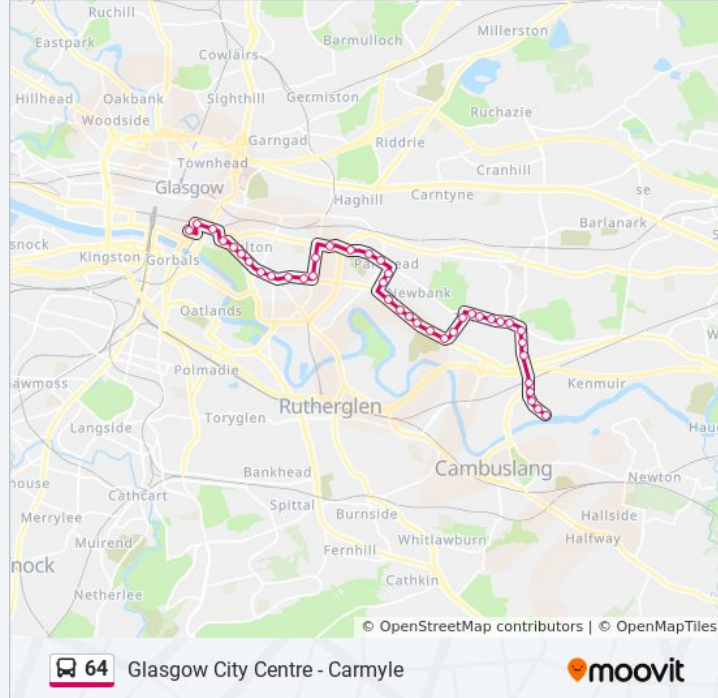 Ruchill
Millerston
Eastpark
Barmulloch
Cowlairs
Hillhead
Oakbank
Sighthill
Germiston
Woodside
Ruchazie
Garngad
Riddrie
Townhead
Cranhill
Glasgow
Haghill
Carntyne
se
Barlanark
snock
Kingston
Gorbals
lton
Newbank
Oatlands
Polmadie
Kenmuir
awmoss
Rutherglen
Toryglen
Langside
Hau
Cambuslang
Bankhead
Newton
house
Cathcart
Spittal
Burnside
Hallside
Merrylee
Halfway
Muirend
Whitlawburn
Fernhill
nock
Cathkin
Netherlee
© OpenStreetMap contributors | © OpenMapTiles
64 Glasgow City Centre - Carmyle
moovit